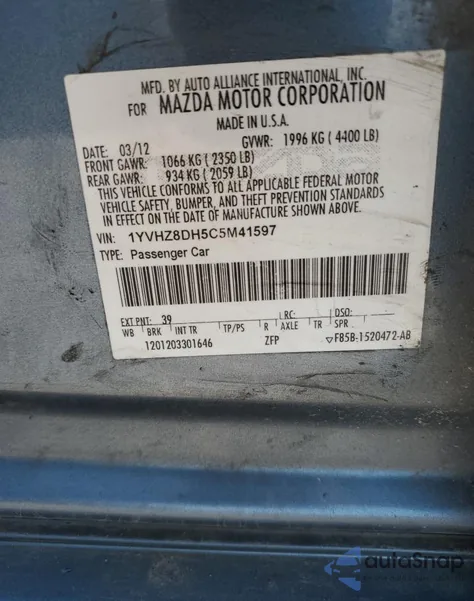 MFD. BY AUTO ALLIANCE INTERNATIONAL, INC.
FOR MAZDA MOTOR CORPORATION
MADE IN U.S.A.
DATE: 03/12 GVWR: 1996 KG ( 4400 LB)
FRONT GAWR: 1066 KG ( 2350 LB)
REAR GAWR: 934 KG ( 2059 LB)
THIS VEHICLE CONFORMS TO ALL APPLICABLE FEDERAL MOTOR
VEHICLE SAFETY, BUMPER, AND THEFT PREVENTION STANDARDS
IN EFFECT ON THE DATE OF MANUFACTURE SHOWN ABOVE.
VIN: 1YVHZ8DH5C5M41597
TYPE: Passenger Car
EXT PNT: 39 LRC: DSO:
WB BRK INT TR TP/PS R AXLE TR SPR
1201203301646 ZFP ▽F85B-1520472-AB
autoSnap